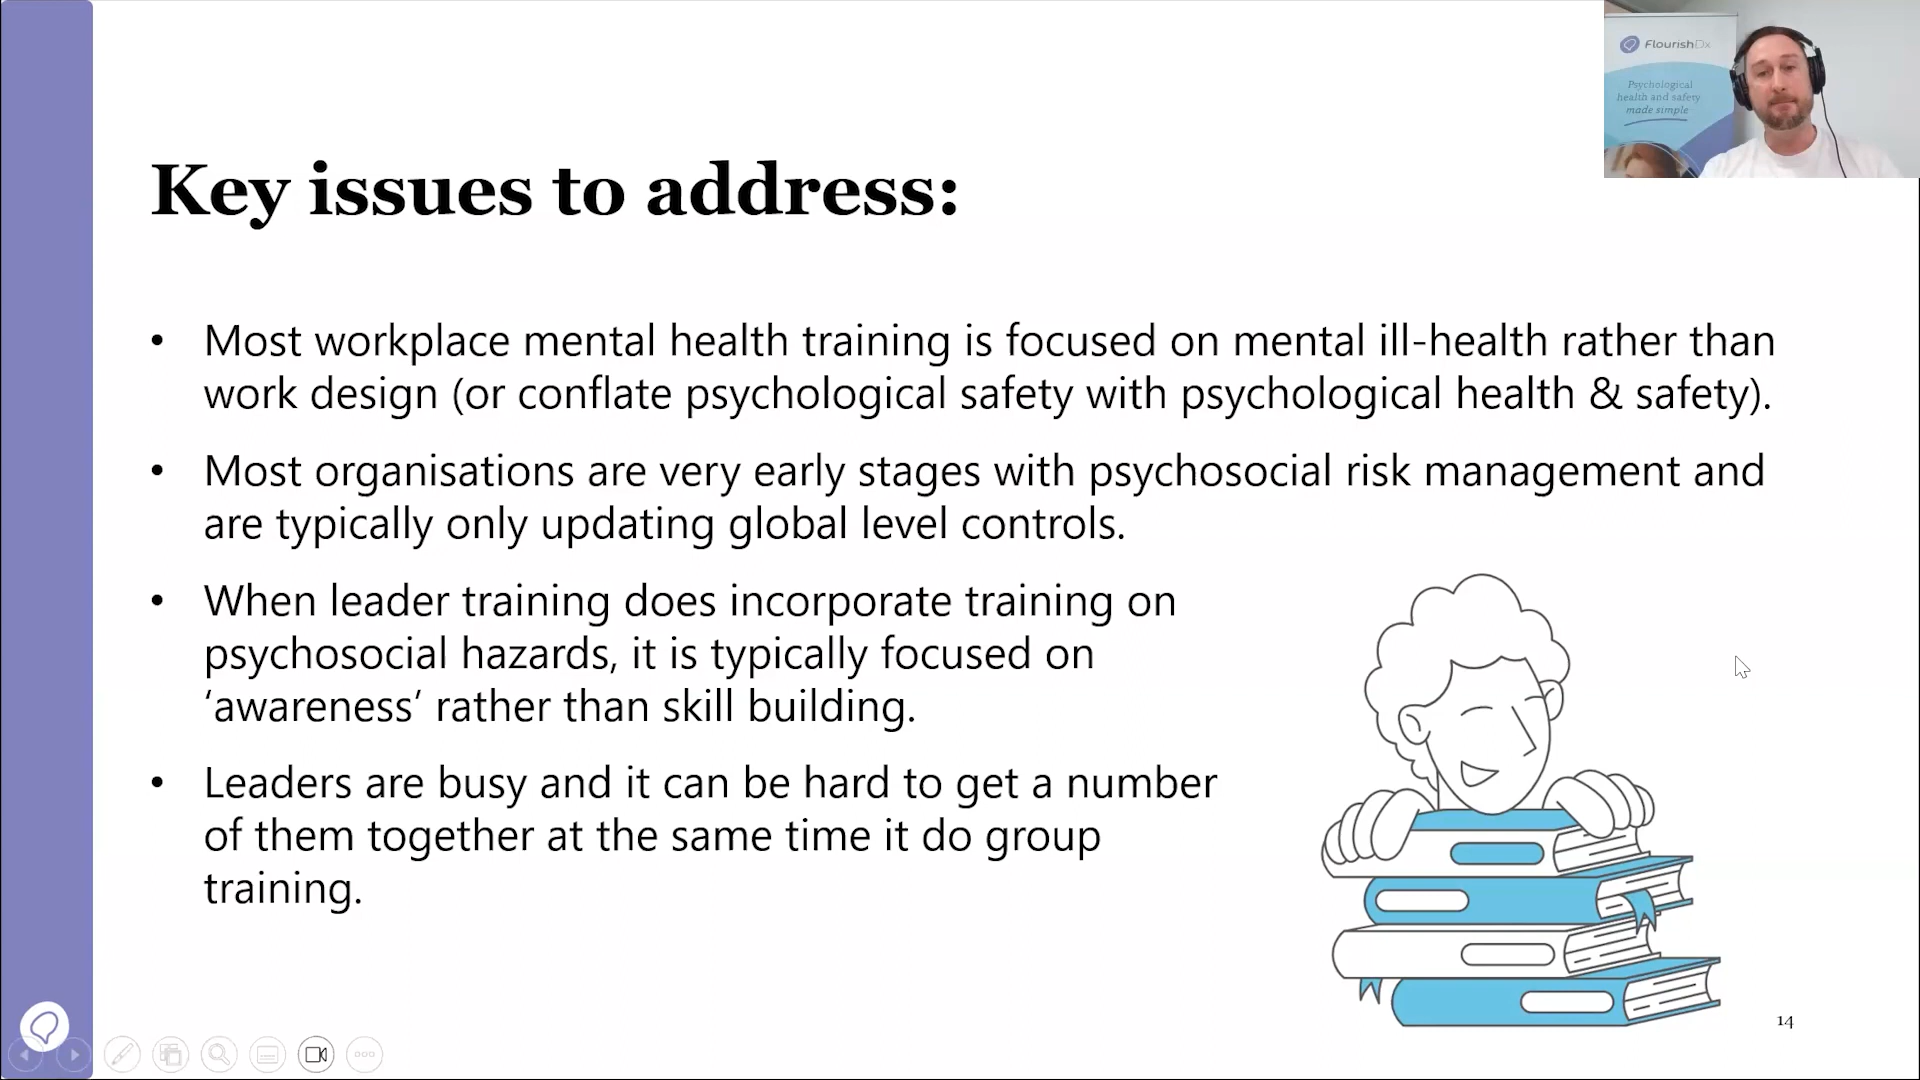 FlourishDx
Psychological
health and safety
made simple
Key issues to address:
• Most workplace mental health training is focused on mental ill-health rather than
work design (or conflate psychological safety with psychological health & safety).
• Most organisations are very early stages with psychosocial risk management and
are typically only updating global level controls.
• When leader training does incorporate training on
psychosocial hazards, it is typically focused on
‘awareness’ rather than skill building.
• Leaders are busy and it can be hard to get a number
of them together at the same time it do group
training.
14